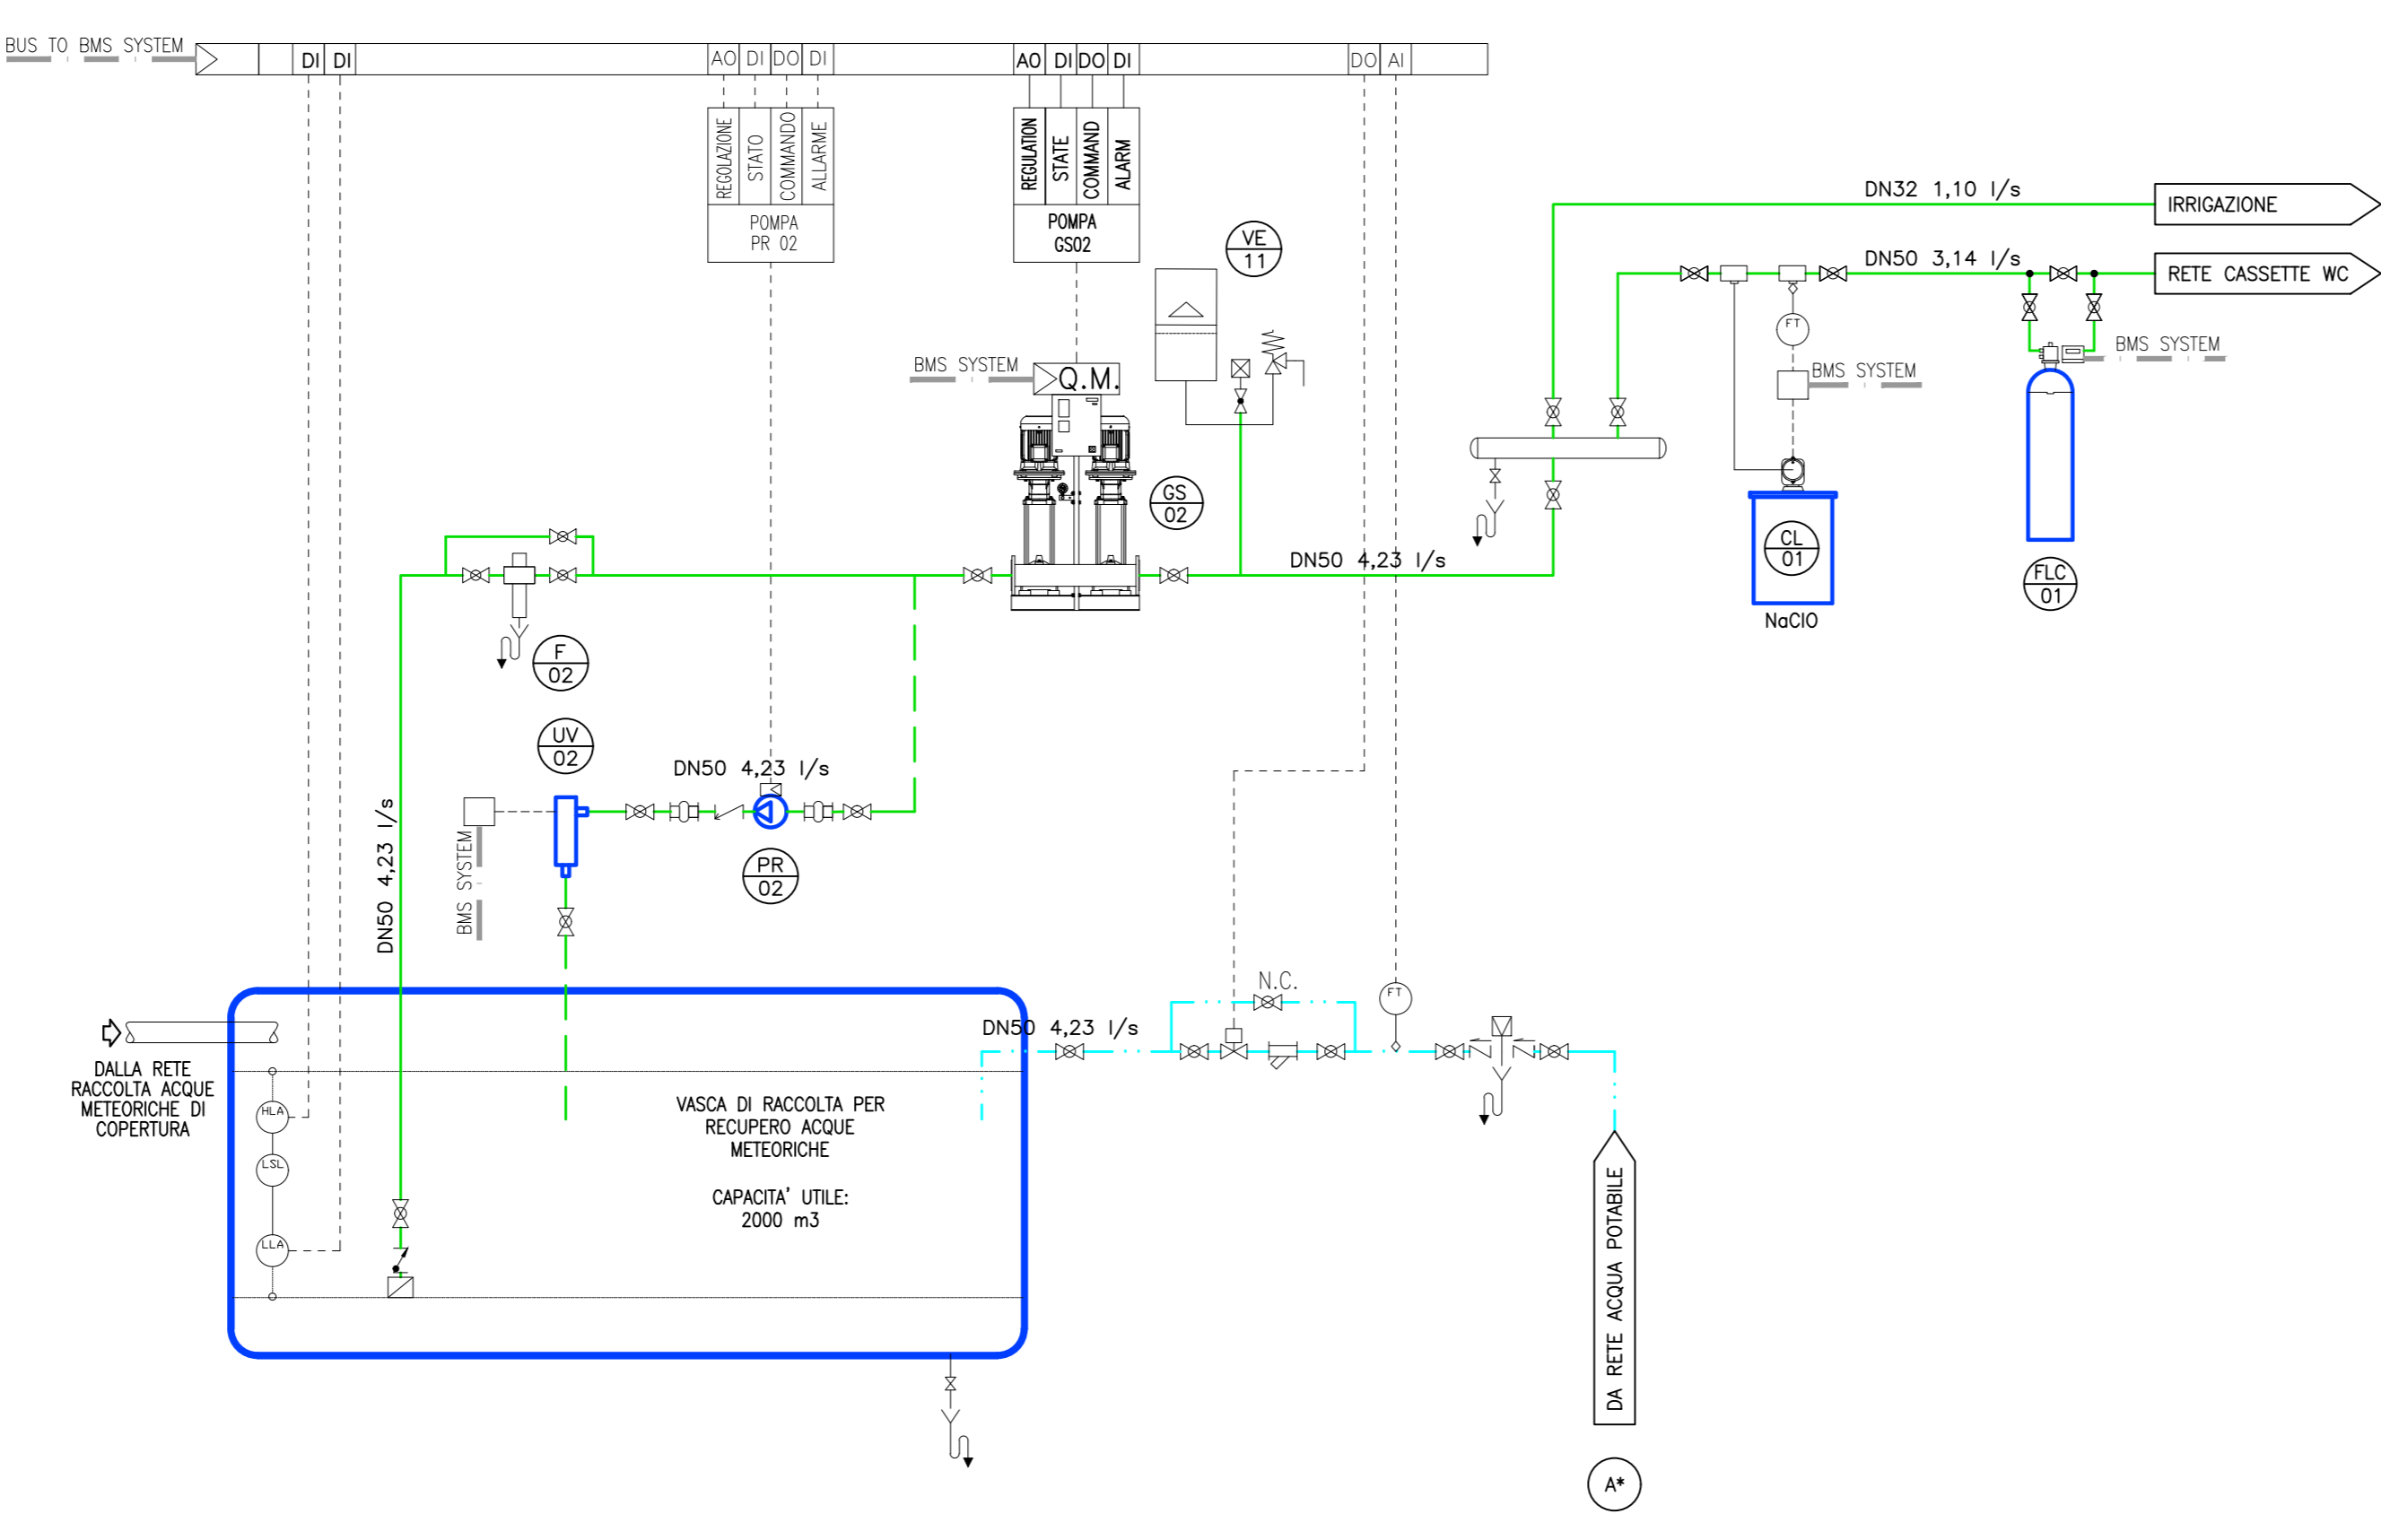 BUS TO BMS SYSTEM
DI DI
AO DI DO DI
AO DI DO DI
DO AI
REGOLAZIONE
STATO
COMMANDO
ALLARME
POMPA
PR 02
REGULATION
STATE
COMMAND
ALARM
POMPA
GS02
VE
11
DN32 1,10 l/s
IRRIGAZIONE
DN50 3,14 l/s
RETE CASSETTE WC
FT
BMS SYSTEM
BMS SYSTEM
BMS SYSTEM
Q.M.
GS
02
DN50 4,23 l/s
CL
01
NaClO
FLC
01
F
02
UV
02
DN50 4,23 l/s
PR
02
BMS SYSTEM
DN50 4,23 l/s
DALLA RETE
RACCOLTA ACQUE
METEORICHE DI
COPERTURA
HLA
LSL
LLA
VASCA DI RACCOLTA PER
RECUPERO ACQUE
METEORICHE
CAPACITA' UTILE:
2000 m3
N.C.
FT
DN50 4,23 l/s
DA RETE ACQUA POTABILE
A*